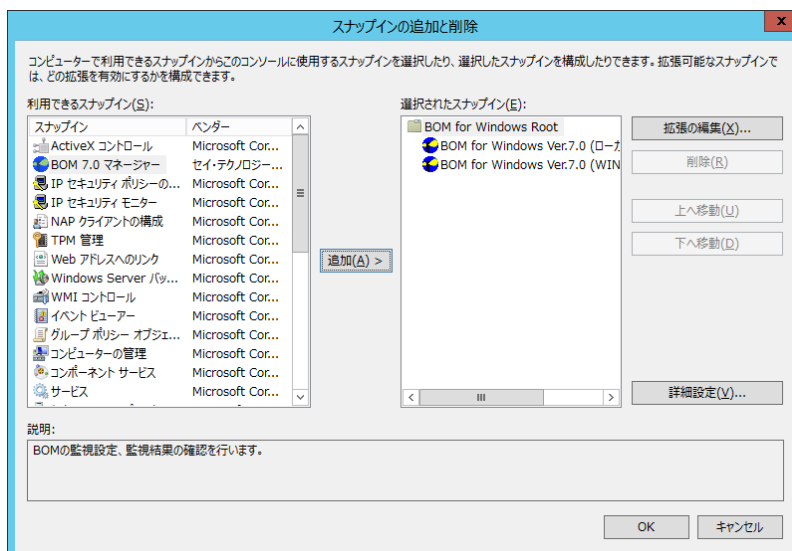 スナップインの追加と削除
x
コンピューターで利用できるスナップインからこのコンソールに使用するスナップインを選択したり、選択したスナップインを構成したりできます。拡張可能なスナップインで
は、どの拡張を有効にするかを構成できます。
利用できるスナップイン(S):
スナップイン ベンダー
ActiveX コントロール Microsoft Cor...
BOM 7.0 マネージャー セイ・テクノロジー...
IP セキュリティ ポリシーの... Microsoft Cor...
IP セキュリティ モニター Microsoft Cor...
NAP クライアントの構成 Microsoft Cor...
TPM 管理 Microsoft Cor...
Web アドレスへのリンク Microsoft Cor...
Windows Server バッ... Microsoft Cor...
WMI コントロール Microsoft Cor...
イベント ビューアー Microsoft Cor...
グループ ポリシー オブジェ... Microsoft Cor...
コンピューターの管理 Microsoft Cor...
コンポーネント サービス Microsoft Cor...
サービス Microsoft Cor...
追加(A) >
選択されたスナップイン(E):
BOM for Windows Root
BOM for Windows Ver.7.0 (ローカ
BOM for Windows Ver.7.0 (WIN
拡張の編集(X)...
削除(R)
上へ移動(U)
下へ移動(D)
詳細設定(V)...
説明:
BOMの監視設定、監視結果の確認を行います。
OK
キャンセル